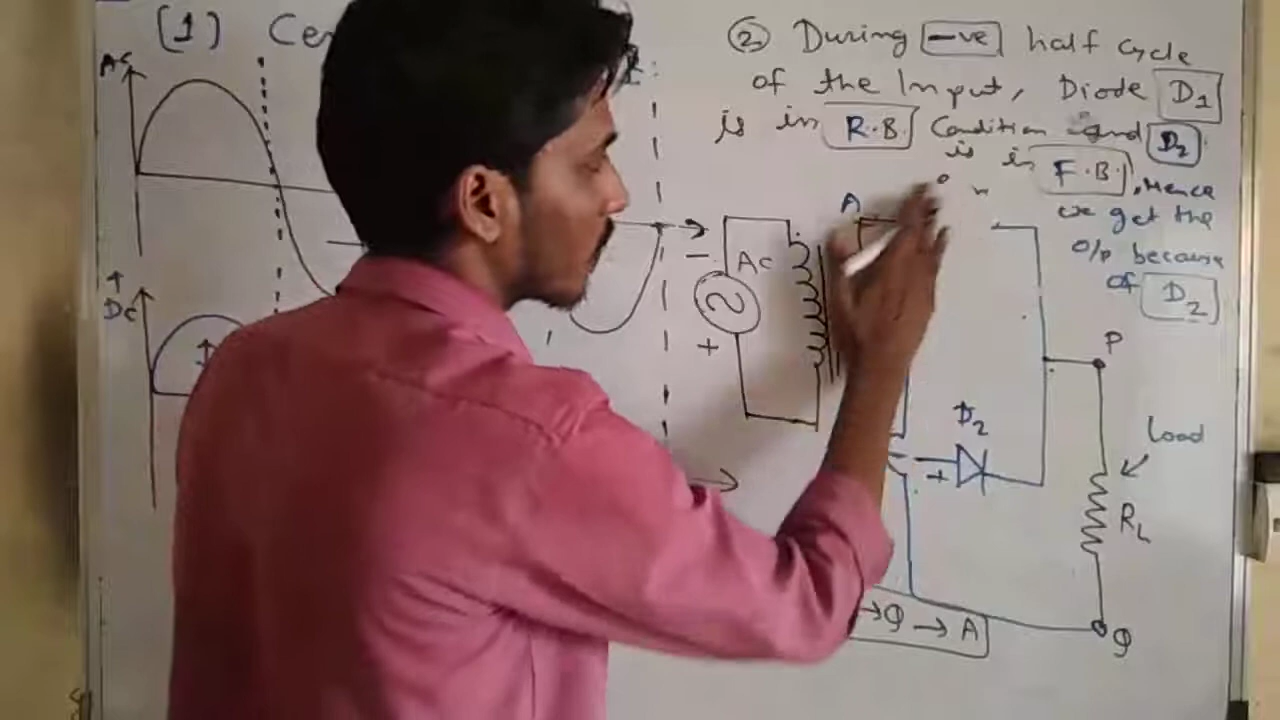 (1) Cen
② During -ve half cycle
of the Input, Diode D1
is in R.B. Condition and D2
is in F.B., Hence
we get the
o/p because
of D2
AC
DC
A
Ac
-
+
P
D2
+
Load
RL
→ Q → A
Q